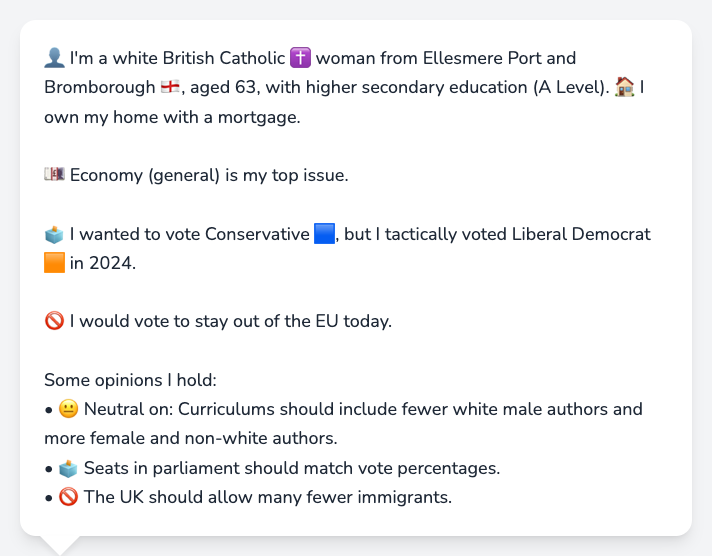 👤 I'm a white British Catholic ✝️ woman from Ellesmere Port and
Bromborough 🏴󠁧󠁢󠁥󠁮󠁧󠁿, aged 63, with higher secondary education (A Level). 🏠 I
own my home with a mortgage.
💷 Economy (general) is my top issue.
🗳️ I wanted to vote Conservative 🟦, but I tactically voted Liberal Democrat
🟧 in 2024.
🚫 I would vote to stay out of the EU today.
Some opinions I hold:
• 😐 Neutral on: Curriculums should include fewer white male authors and
more female and non-white authors.
• 🗳️ Seats in parliament should match vote percentages.
• 🚫 The UK should allow many fewer immigrants.